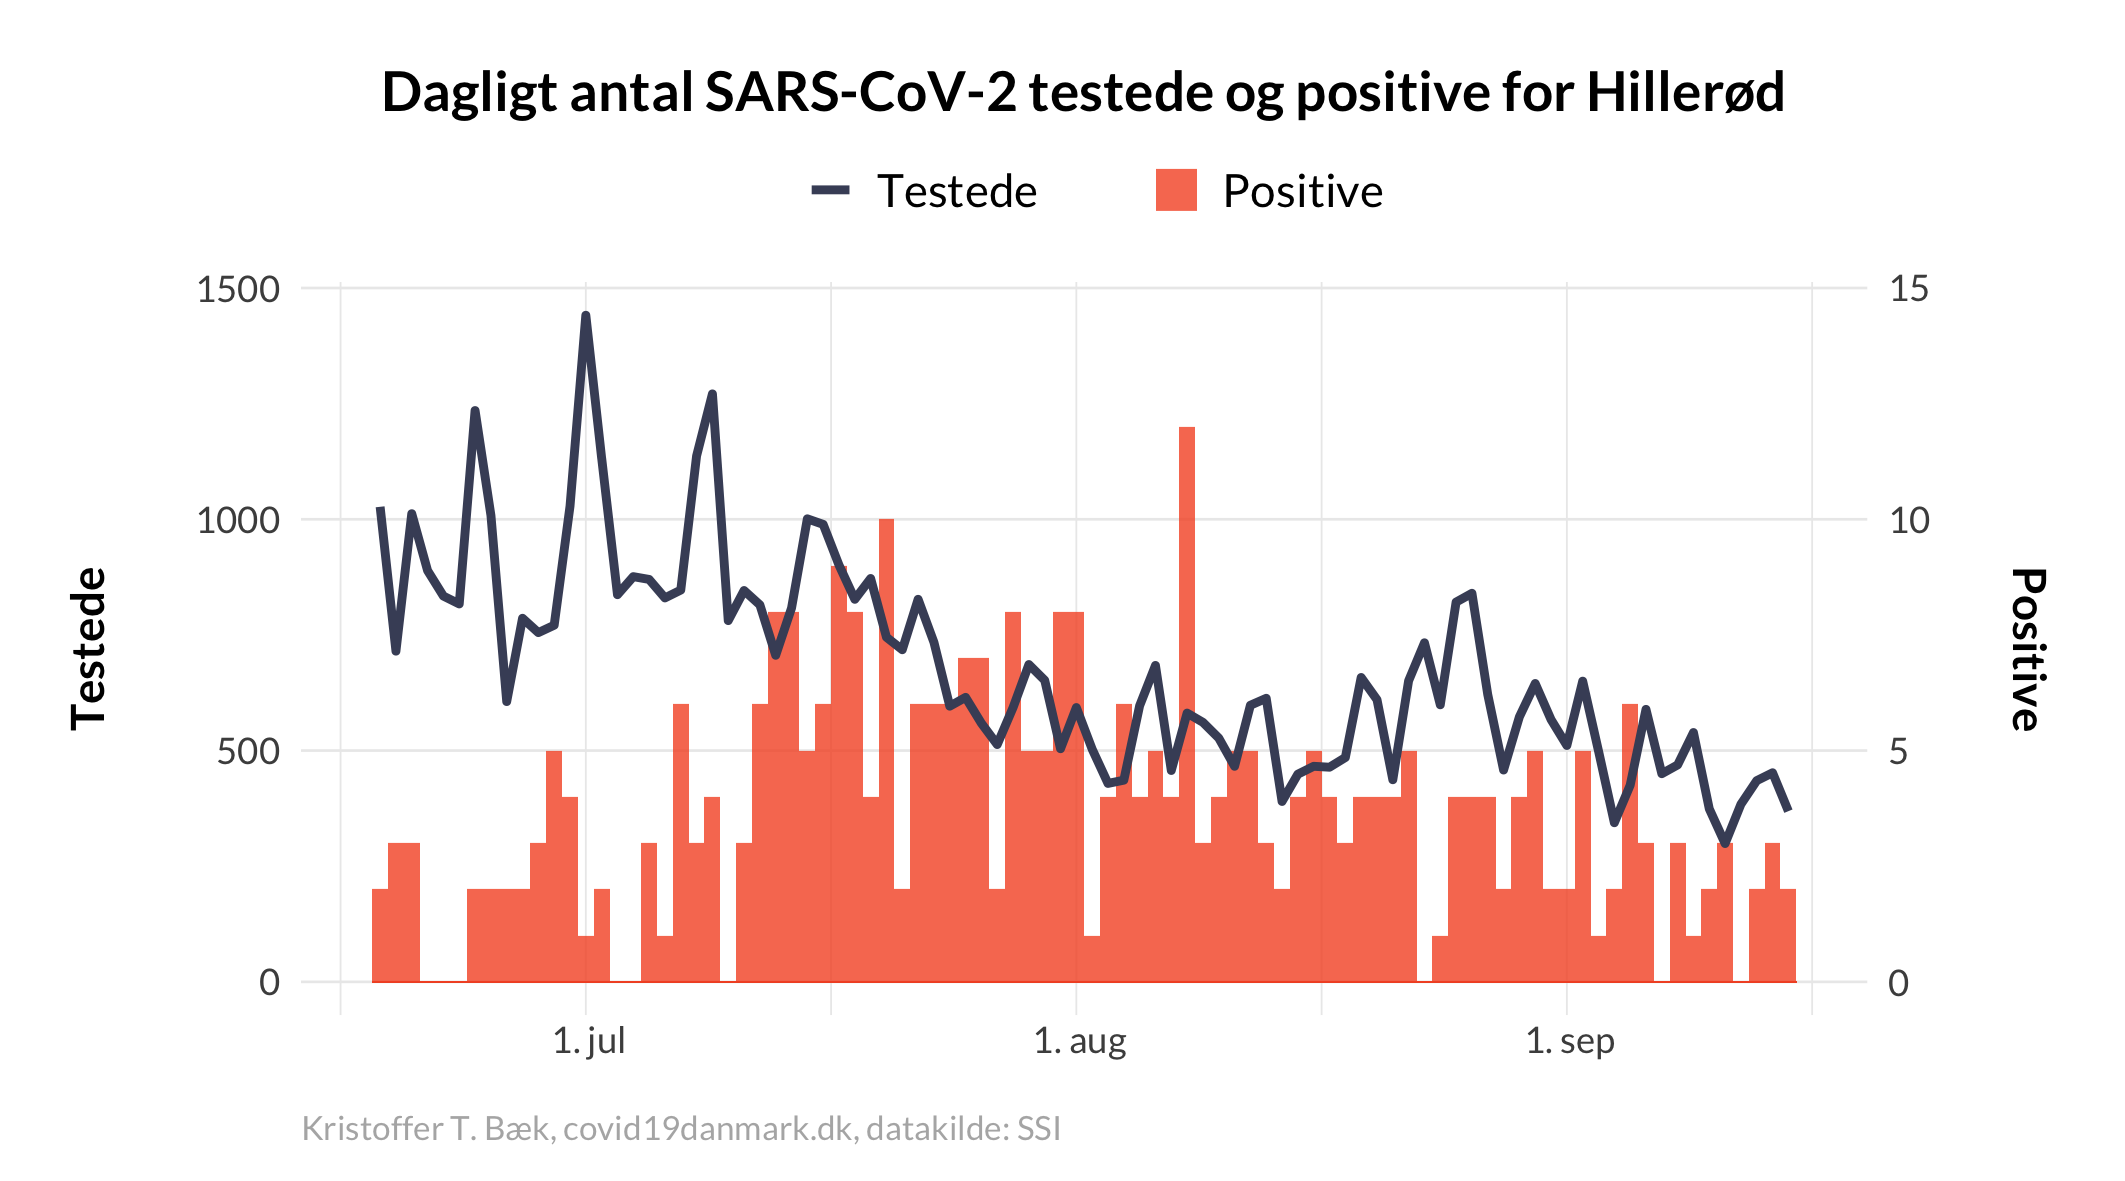 Dagligt antal SARS-CoV-2 testede og positive for Hillerød
Testede
Positive
1500
1000
500
0
Testede
15
10
5
0
Positive
1. jul
1. aug
1. sep
Kristoffer T. Bæk, covid19danmark.dk, datakilde: SSI